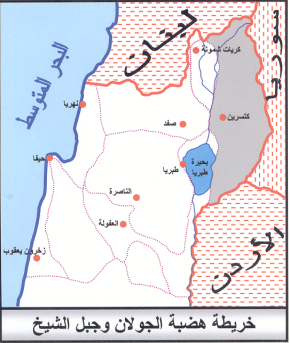 سوريا
لبنان
كريات شمونة
البحر المتوسط
نهريا
صفد
كتسرين
حيفا
طبريا
بحيرة
طبريا
الناصرة
العفولة
الأردن
زخرون يعقوب
خريطة هضبة الجولان وجبل الشيخ